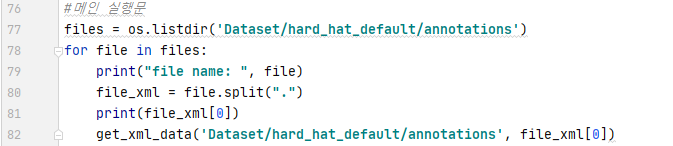 76 #메인 실행문
77 files = os.listdir('Dataset/hard_hat_default/annotations')
78 for file in files:
79     print("file name: ", file)
80     file_xml = file.split(".")
81     print(file_xml[0])
82     get_xml_data('Dataset/hard_hat_default/annotations', file_xml[0])